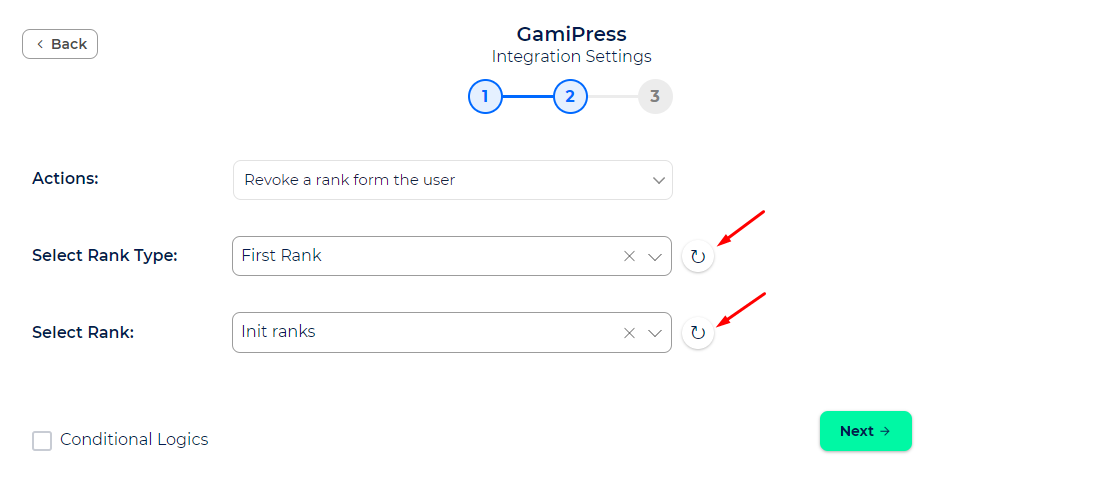 Back
GamiPress
Integration Settings
1 2 3
Actions: Revoke a rank form the user
Select Rank Type: First Rank
Select Rank: Init ranks
Conditional Logics
Next